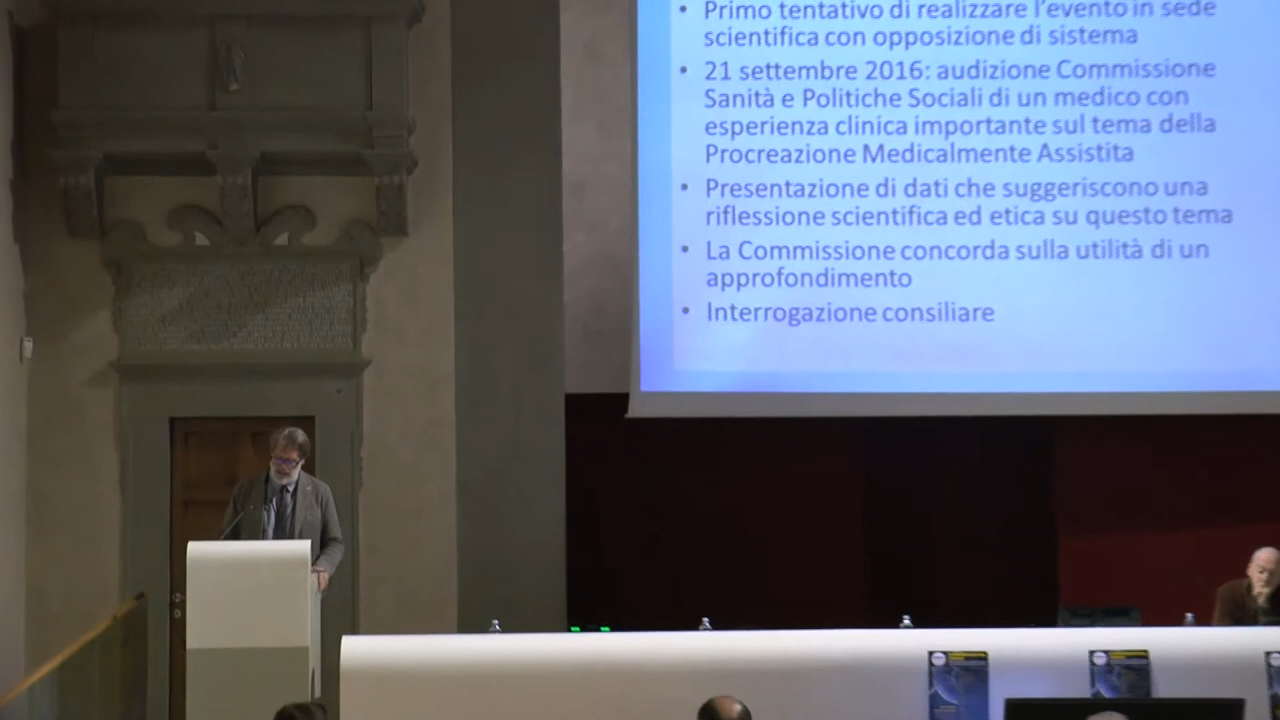 • Primo tentativo di realizzare l'evento in sede
scientifica con opposizione di sistema
• 21 settembre 2016: audizione Commissione
Sanità e Politiche Sociali di un medico con
esperienza clinica importante sul tema della
Procreazione Medicalmente Assistita
• Presentazione di dati che suggeriscono una
riflessione scientifica ed etica su questo tema
• La Commissione concorda sulla utilità di un
approfondimento
• Interrogazione consiliare